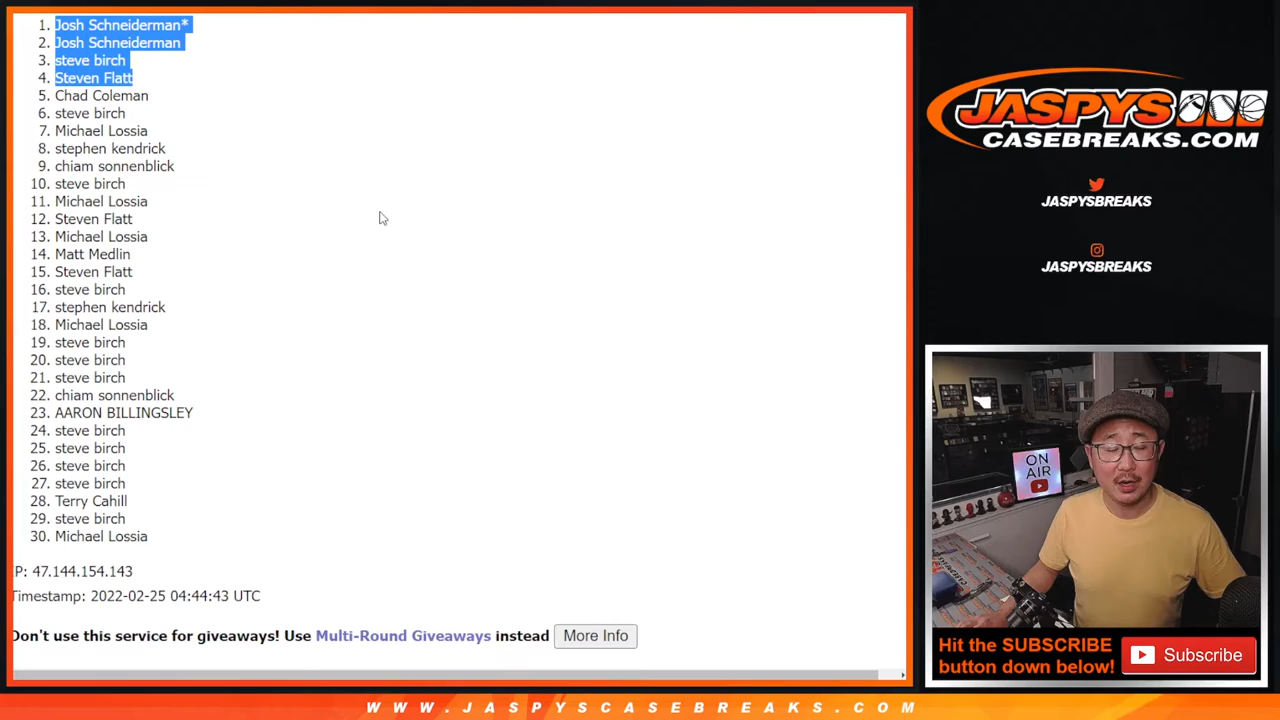 1. Josh Schneiderman*
2. Josh Schneiderman
3. steve birch
4. Steven Flatt
5. Chad Coleman
6. steve birch
7. Michael Lossia
8. stephen kendrick
9. chiam sonnenblick
10. steve birch
11. Michael Lossia
12. Steven Flatt
13. Michael Lossia
14. Matt Medlin
15. Steven Flatt
16. steve birch
17. stephen kendrick
18. Michael Lossia
19. steve birch
20. steve birch
21. steve birch
22. chiam sonnenblick
23. AARON BILLINGSLEY
24. steve birch
25. steve birch
26. steve birch
27. steve birch
28. Terry Cahill
29. steve birch
30. Michael Lossia
IP: 47.144.154.143
Timestamp: 2022-02-25 04:44:43 UTC
Don't use this service for giveaways! Use Multi-Round Giveaways instead More Info
JASPYS
CASEBREAKS.COM
JASPYSBREAKS
JASPYSBREAKS
ON
AIR
Hit the SUBSCRIBE
button down below!
Subscribe
WWW.JASPYSCASEBREAKS.COM